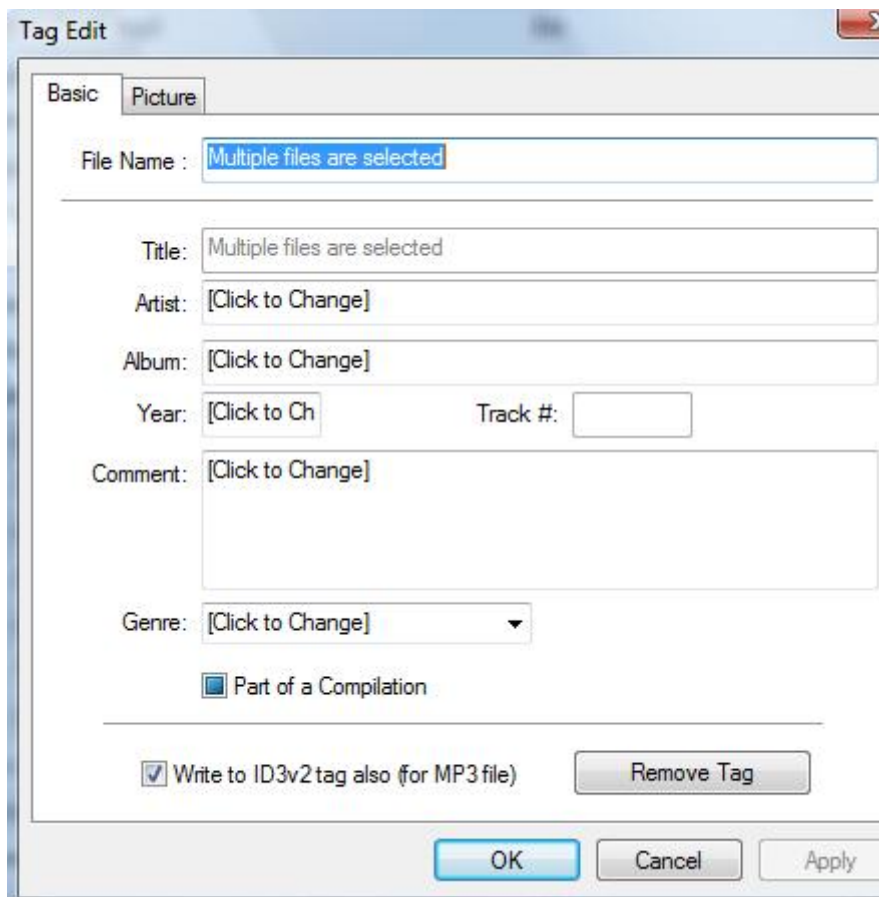 Tag Edit
Basic Picture
File Name : Multiple files are selected
Title: Multiple files are selected
Artist: [Click to Change]
Album: [Click to Change]
Year: [Click to Ch Track #:
Comment: [Click to Change]
Genre: [Click to Change]
Part of a Compilation
Write to ID3v2 tag also (for MP3 file) Remove Tag
OK Cancel Apply